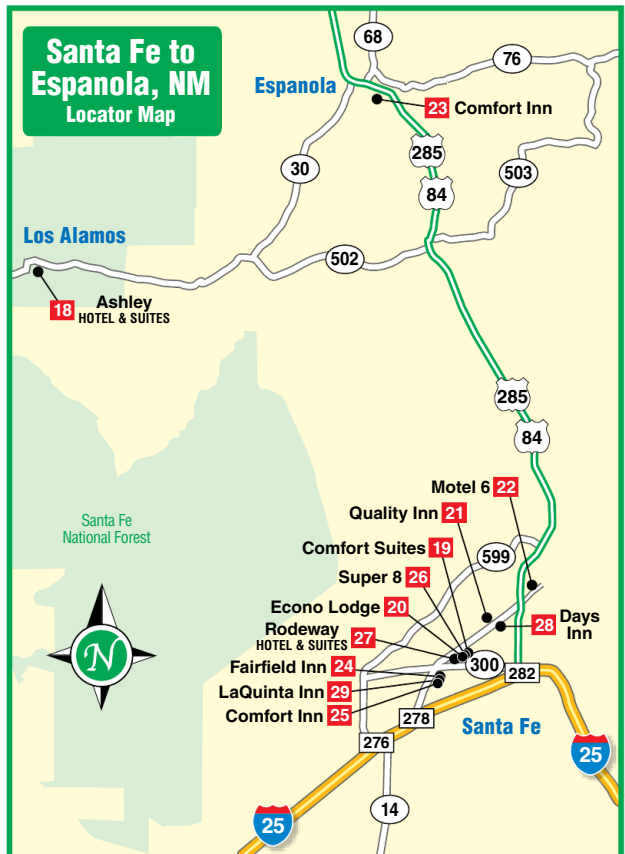 Santa Fe to
Espanola, NM
Locator Map
68
76
Espanola
23 Comfort Inn
285
84
30
503
Los Alamos
502
18 Ashley
HOTEL & SUITES
285
84
Motel 6 22
Quality Inn 21
Santa Fe
National Forest
Comfort Suites 19
599
Super 8 26
Econo Lodge 20
Rodeway
HOTEL & SUITES 27
28 Days
Inn
Fairfield Inn 24
300
282
LaQuinta Inn 29
Comfort Inn 25
278
Santa Fe
276
25
14
25
N